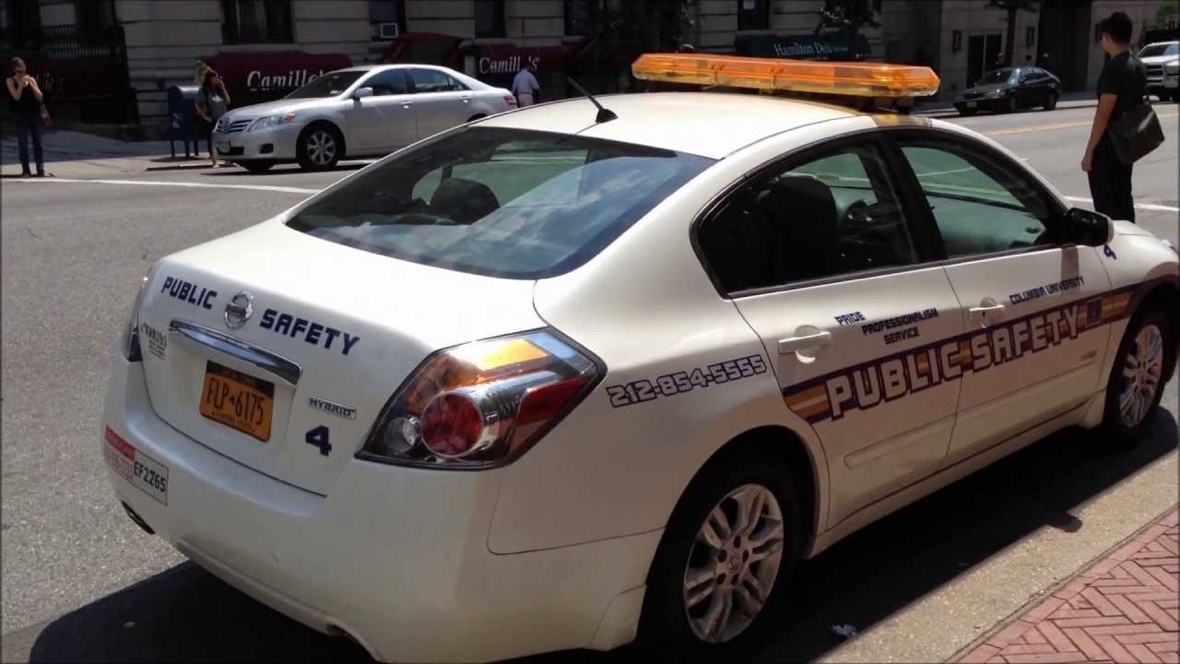 Camille's
Camille's
Hamilton Deli
PUBLIC SAFETY
FLP 6175
HYBRID
4
EF2265
212-854-5555
PRIDE
PROFESSIONALISM
SERVICE
COLUMBIA UNIVERSITY
PUBLIC SAFETY
4